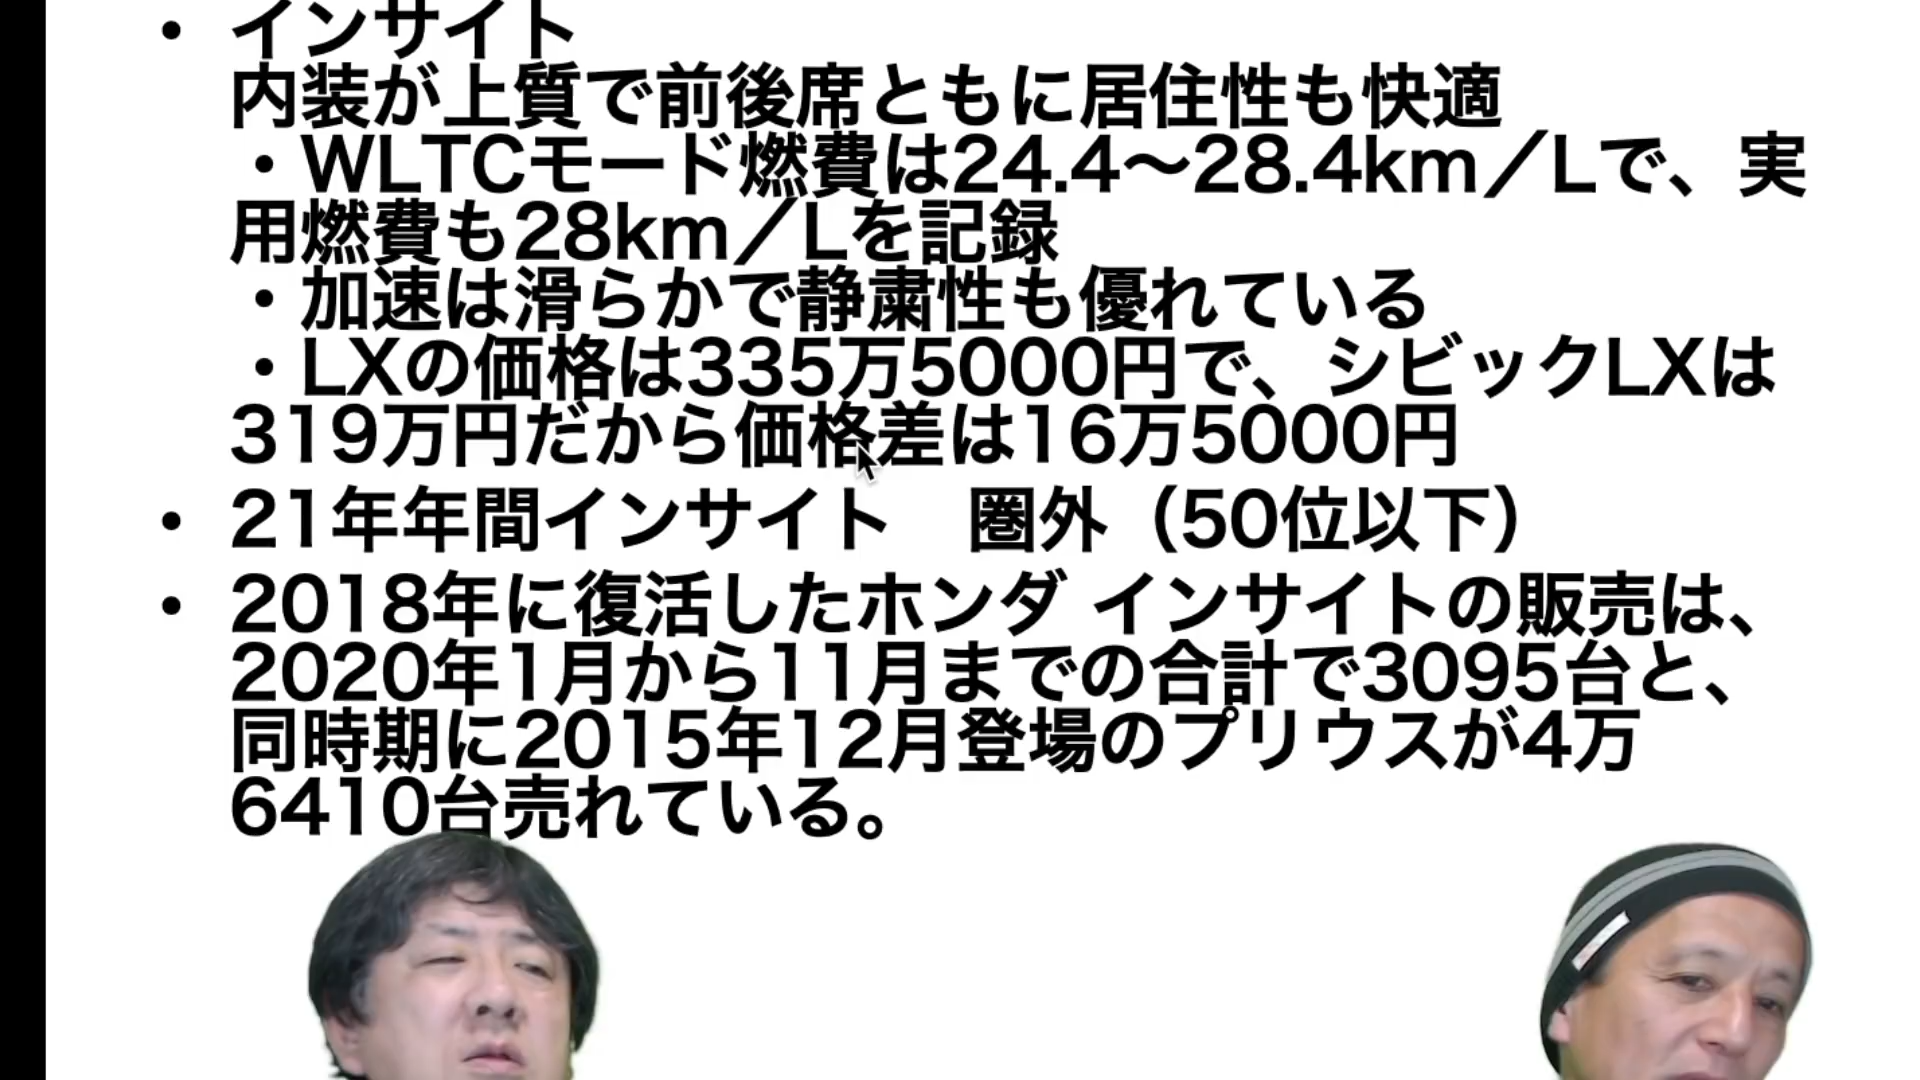 • インサイト
内装が上質で前後席ともに居住性も快適
・WLTCモード燃費は24.4〜28.4km／Lで、実
用燃費も28km／Lを記録
・加速は滑らかで静粛性も優れている
・LXの価格は335万5000円で、シビックLXは
319万円だから価格差は16万5000円
• 21年年間インサイト　圏外（50位以下）
• 2018年に復活したホンダ インサイトの販売は、
2020年1月から11月までの合計で3095台と、
同時期に2015年12月登場のプリウスが4万
6410台売れている。